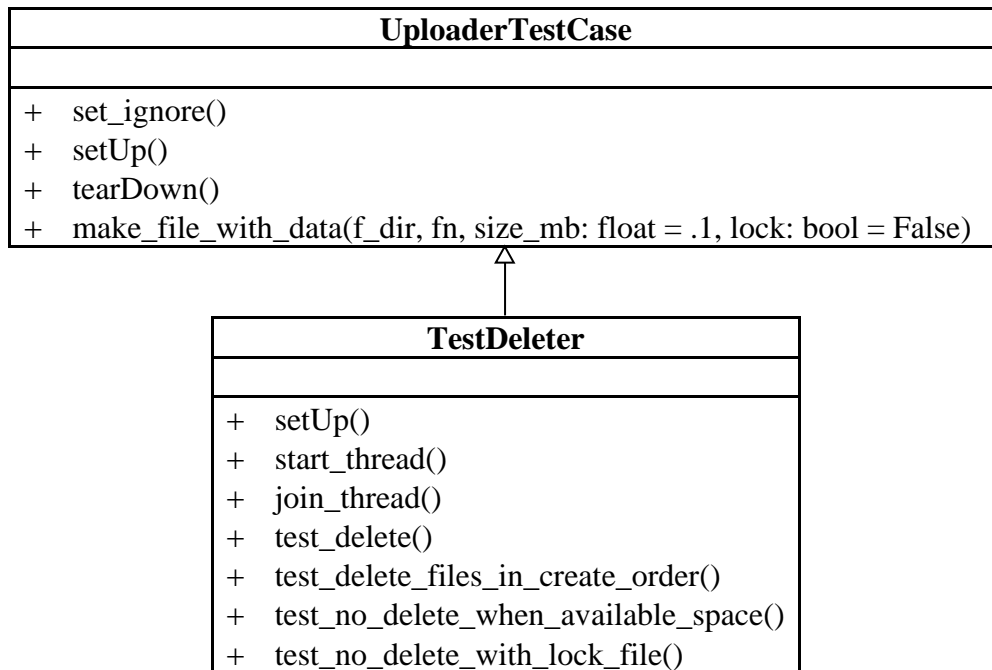 UploaderTestCase
+ set_ignore()
+ setUp()
+ tearDown()
+ make_file_with_data(f_dir, fn, size_mb: float = .1, lock: bool = False)
TestDeleter
+ setUp()
+ start_thread()
+ join_thread()
+ test_delete()
+ test_delete_files_in_create_order()
+ test_no_delete_when_available_space()
+ test_no_delete_with_lock_file()